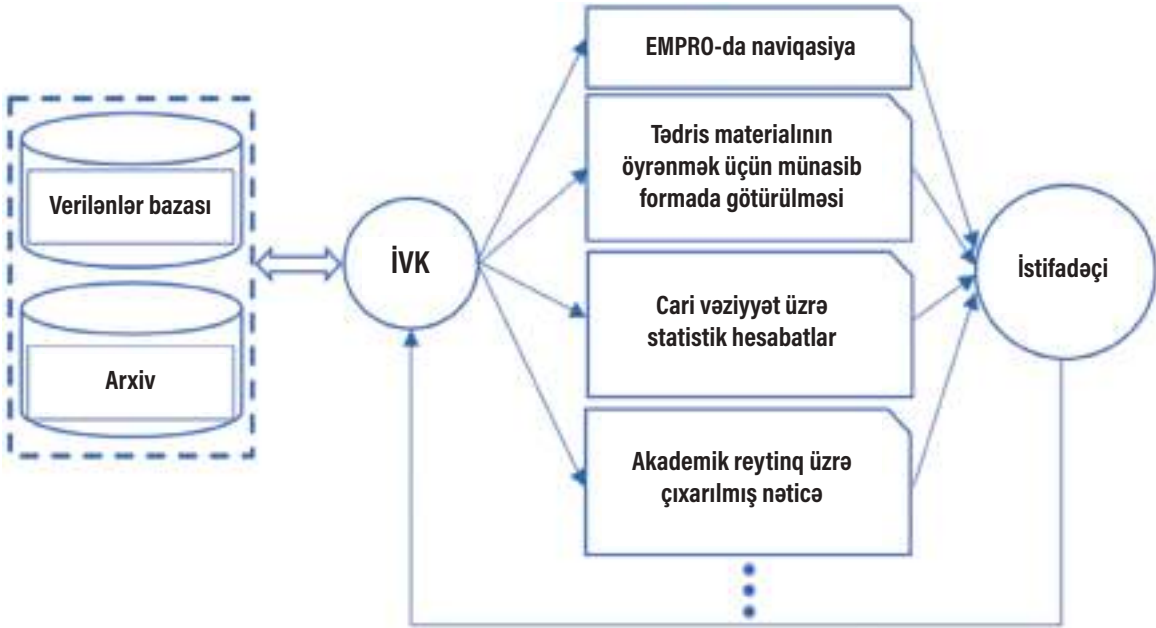 Verilənlər bazası
Arxiv
İVK
EMPRO-da naviqasiya
Tədris materialının
öyrənmək üçün münasib
formada götürülməsi
Cari vəziyyət üzrə
statistik hesabatlar
Akademik reytinq üzrə
çıxarılmış nəticə
İstifadəçi